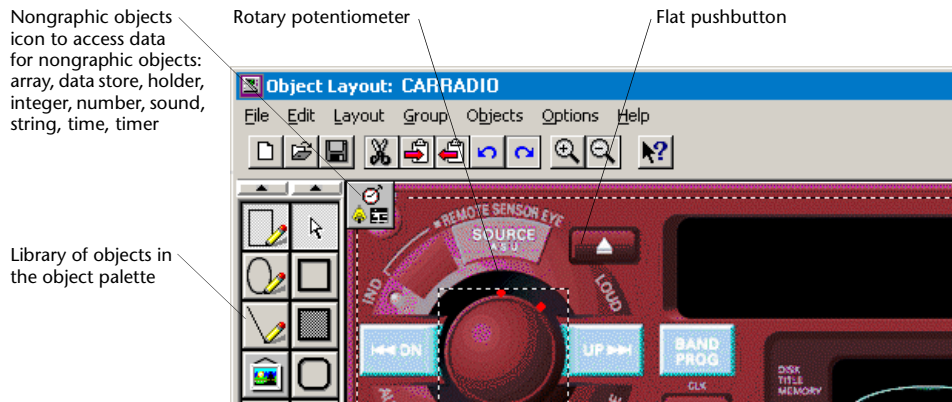 Nongraphic objects
icon to access data
for nongraphic objects:
array, data store, holder,
integer, number, sound,
string, time, timer
Rotary potentiometer
Flat pushbutton
Object Layout: CARRADIO
File Edit Layout Group Objects Options Help
Library of objects in
the object palette
REMOTE SENSOR EYE
SOURCE
IND
LOUD
DN
UP
BAND
PROG
CLK
DISK
TITLE
MEMORY